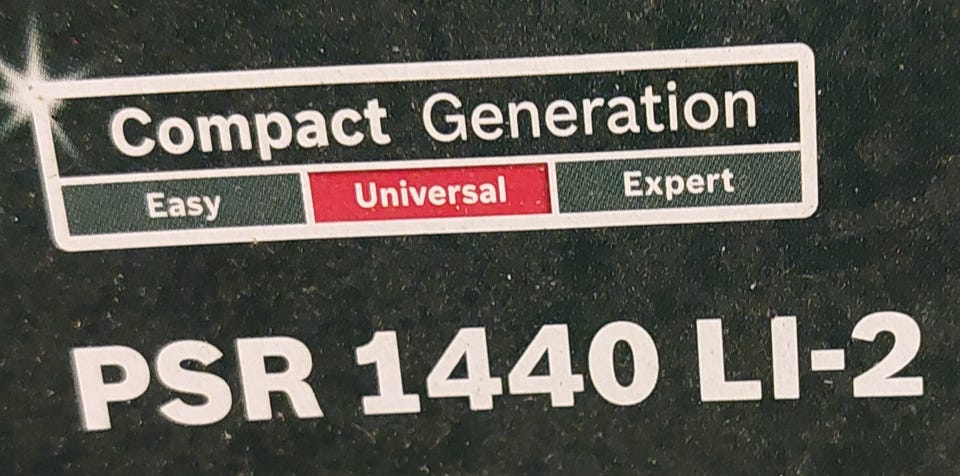 Compact Generation
Easy Universal Expert
PSR 1440 LI-2